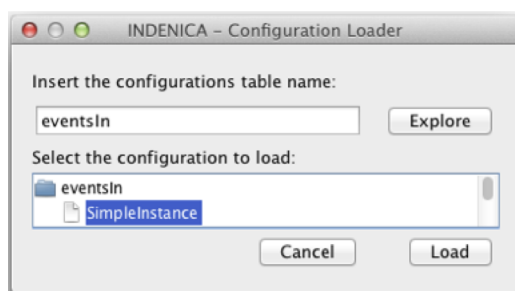 INDENICA – Configuration Loader
Insert the configurations table name:
eventsIn
Explore
Select the configuration to load:
eventsIn
SimpleInstance
Cancel
Load